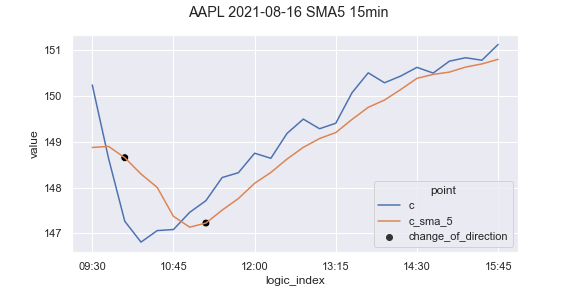 AAPL 2021-08-16 SMA5 15min
151
150
149
148
147
value
09:30 10:45 12:00 13:15 14:30 15:45
logic_index
point
c
c_sma_5
change_of_direction